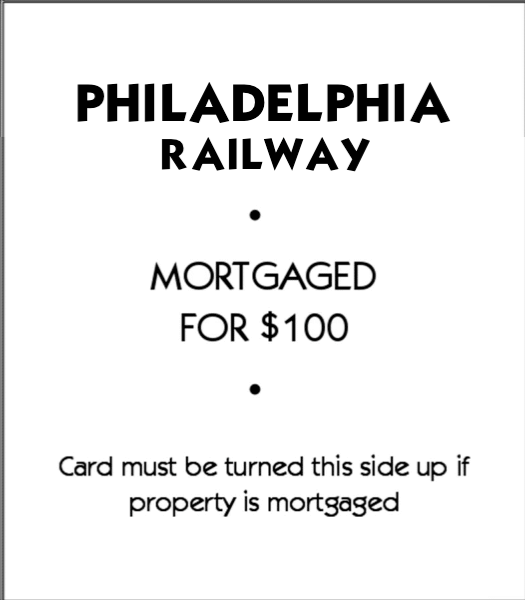 PHILADELPHIA
RAILWAY
•
MORTGAGED
FOR $100
•
Card must be turned this side up if
property is mortgaged